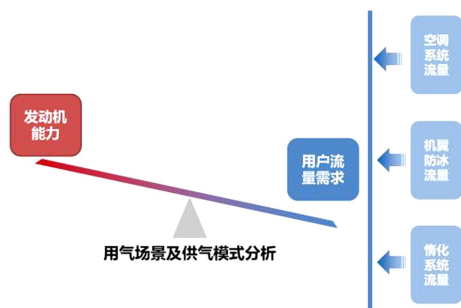 发动机
能力
用户流
量需求
用气场景及供气模式分析
空调
系统
流量
机翼
防冰
流量
惰化
系统
流量